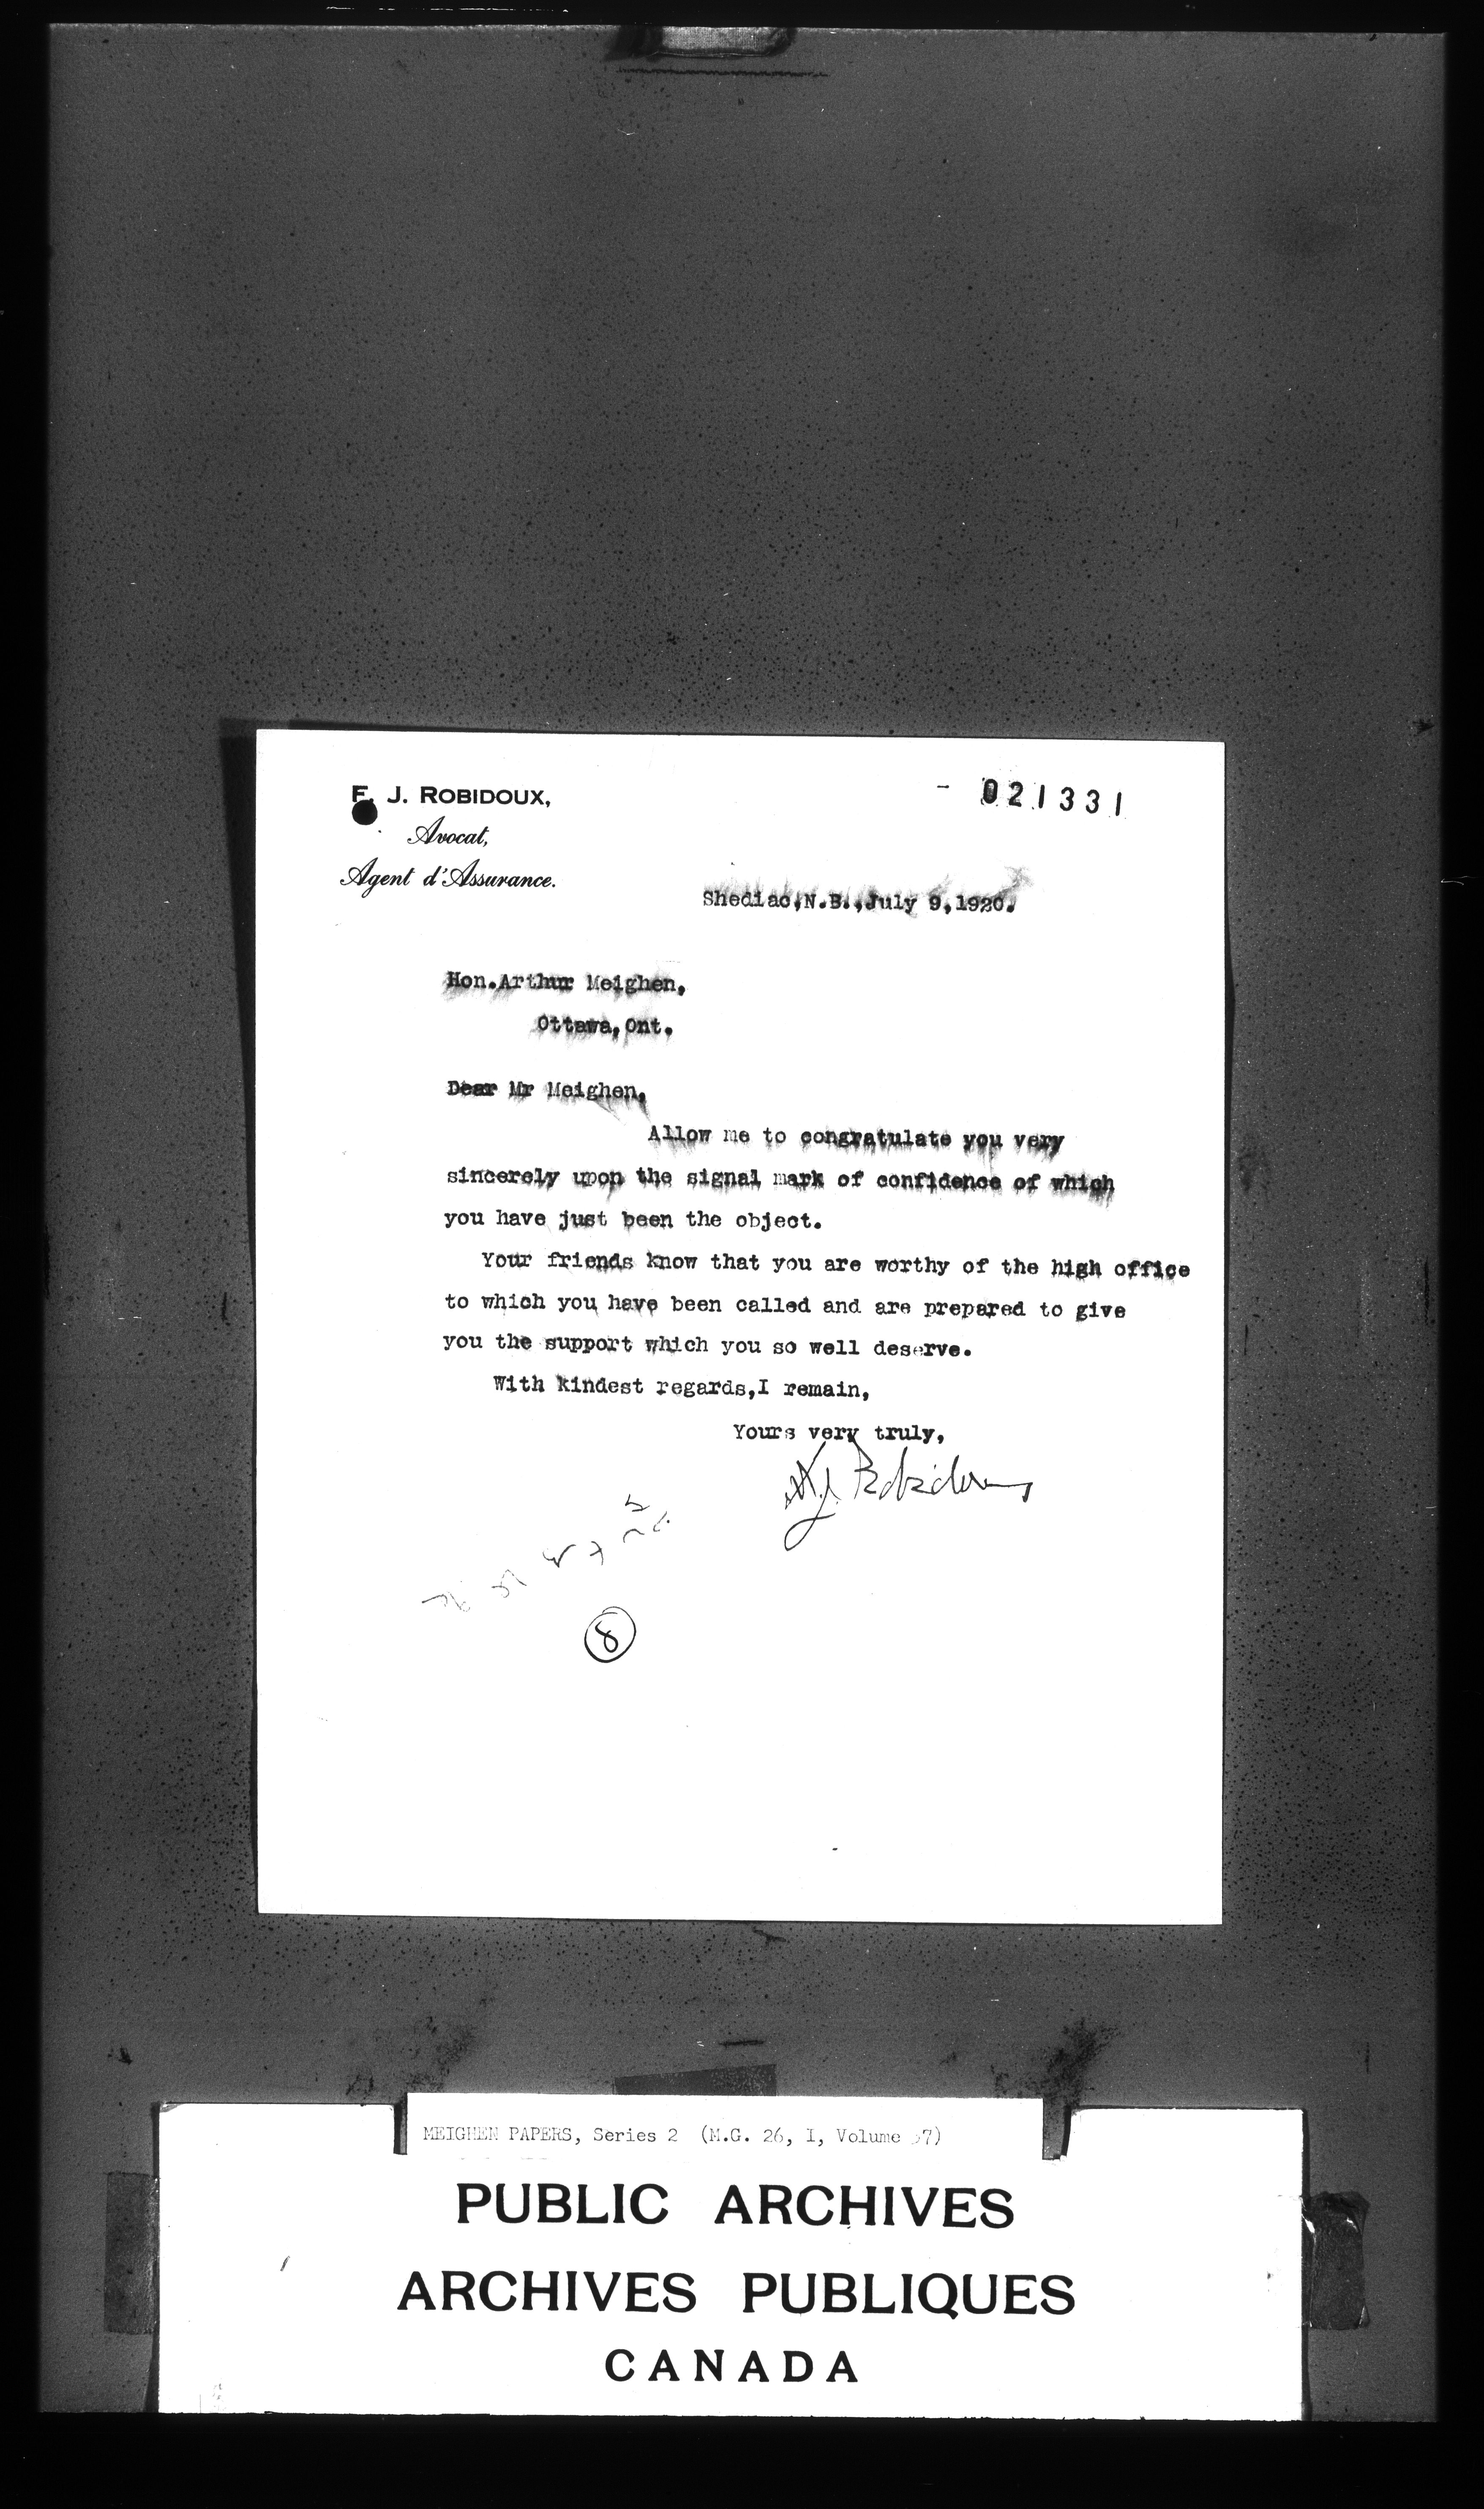 F. J. ROBIDOUX,
Avocat,
Agent d'Assurance.
- 021331
Shediac,N.B.,July 9,1920.
Hon.Arthur Meighen,
Ottawa,Ont.
Dear Mr Meighen,
Allow me to congratulate you very
sincerely upon the signal mark of confidence of which
you have just been the object.
Your friends know that you are worthy of the high office
to which you have been called and are prepared to give
you the support which you so well deserve.
With kindest regards,I remain,
Yours very truly,
F.J. Robidoux
8
MEIGHEN PAPERS, Series 2 (M.G. 26, I, Volume 7)
PUBLIC ARCHIVES
ARCHIVES PUBLIQUES
CANADA